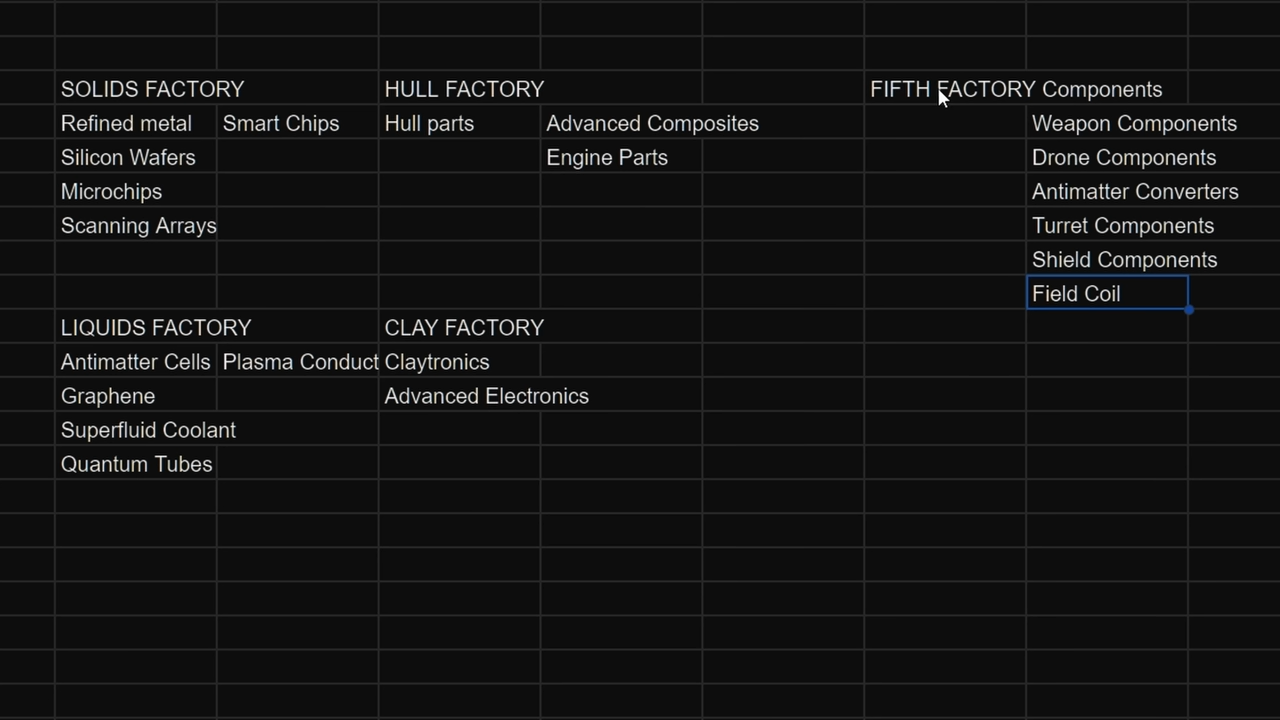 SOLIDS FACTORY HULL FACTORY FIFTH FACTORY Components
Refined metal Smart Chips Hull parts Advanced Composites Weapon Components
Silicon Wafers Engine Parts Drone Components
Microchips Antimatter Converters
Scanning Arrays Turret Components
Shield Components
Field Coil
LIQUIDS FACTORY CLAY FACTORY
Antimatter Cells Plasma Conduct Claytronics
Graphene Advanced Electronics
Superfluid Coolant
Quantum Tubes